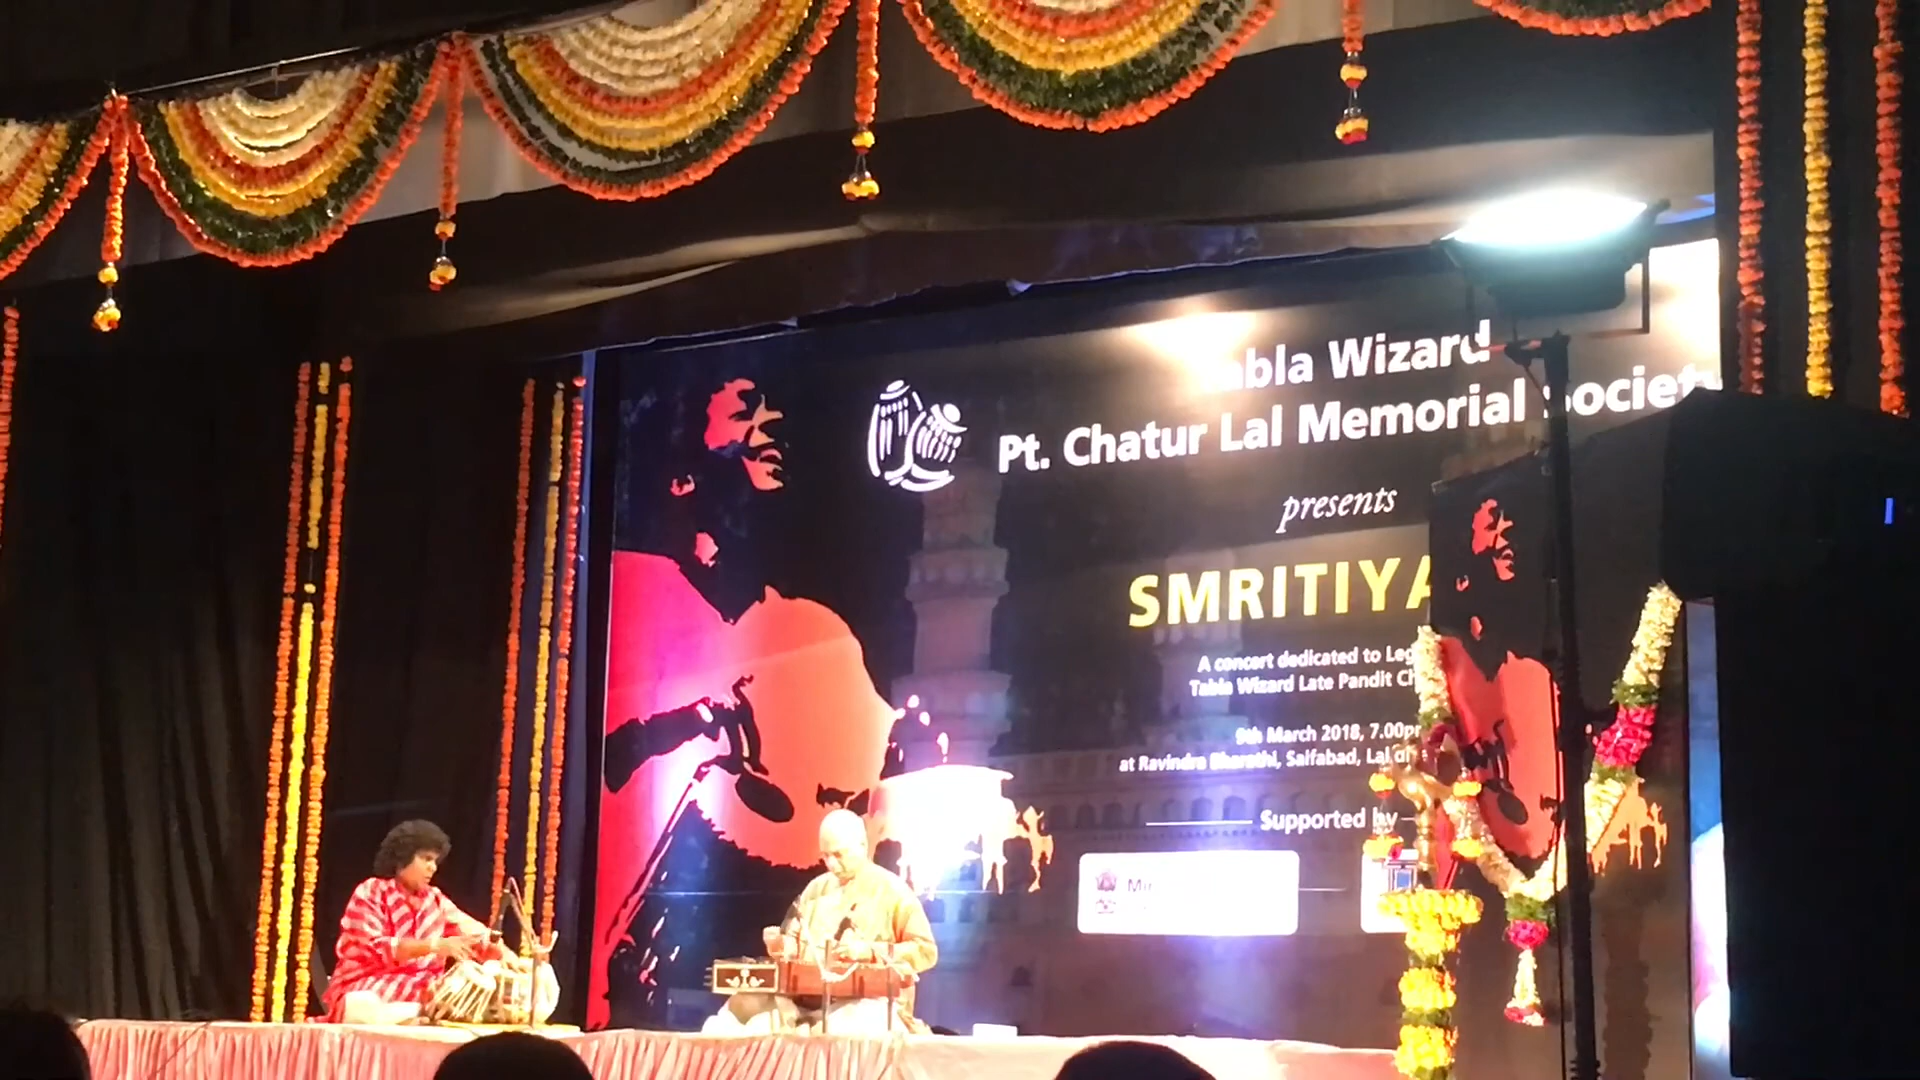 Tabla Wizard
Pt. Chatur Lal Memorial Society
presents
SMRITIYA
A concert dedicated to Leg
Tabla Wizard Late Pandit Ch
9th March 2018, 7.00pm
at Ravindra Bharathi, Saifabad, Lal
Supported by